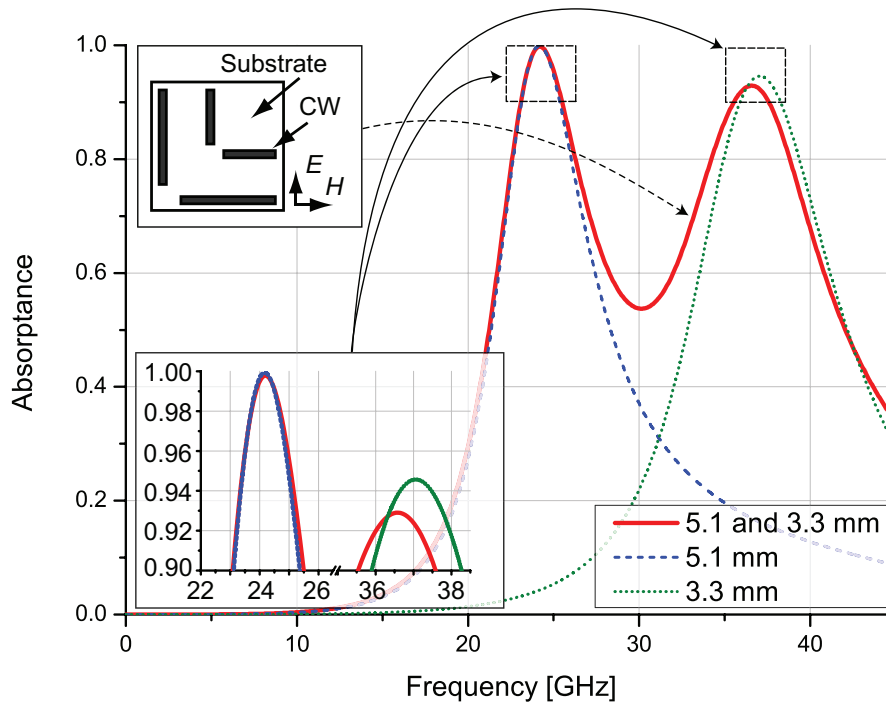 1.0
0.8
0.6
0.4
0.2
0.0
Absorptance
Substrate
CW
E
H
1.00
0.98
0.96
0.94
0.92
0.90
22 24 26 36 38
5.1 and 3.3 mm
5.1 mm
3.3 mm
0 10 20 30 40
Frequency [GHz]